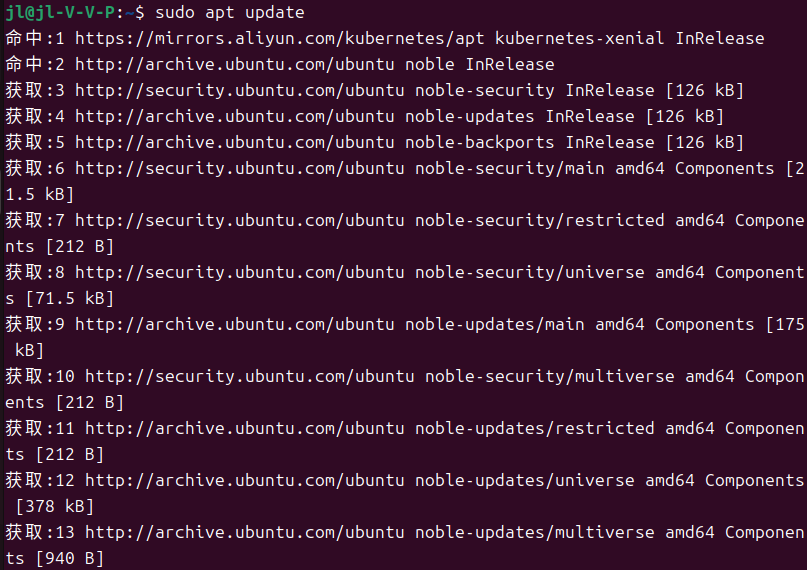 jl@jl-V-V-P:~$ sudo apt update
命中:1 https://mirrors.aliyun.com/kubernetes/apt kubernetes-xenial InRelease
命中:2 http://archive.ubuntu.com/ubuntu noble InRelease
获取:3 http://security.ubuntu.com/ubuntu noble-security InRelease [126 kB]
获取:4 http://archive.ubuntu.com/ubuntu noble-updates InRelease [126 kB]
获取:5 http://archive.ubuntu.com/ubuntu noble-backports InRelease [126 kB]
获取:6 http://security.ubuntu.com/ubuntu noble-security/main amd64 Components [2
1.5 kB]
获取:7 http://security.ubuntu.com/ubuntu noble-security/restricted amd64 Compone
nts [212 B]
获取:8 http://security.ubuntu.com/ubuntu noble-security/universe amd64 Component
s [71.5 kB]
获取:9 http://archive.ubuntu.com/ubuntu noble-updates/main amd64 Components [175
 kB]
获取:10 http://security.ubuntu.com/ubuntu noble-security/multiverse amd64 Compon
ents [212 B]
获取:11 http://archive.ubuntu.com/ubuntu noble-updates/restricted amd64 Componen
ts [212 B]
获取:12 http://archive.ubuntu.com/ubuntu noble-updates/universe amd64 Components
 [378 kB]
获取:13 http://archive.ubuntu.com/ubuntu noble-updates/multiverse amd64 Componen
ts [940 B]